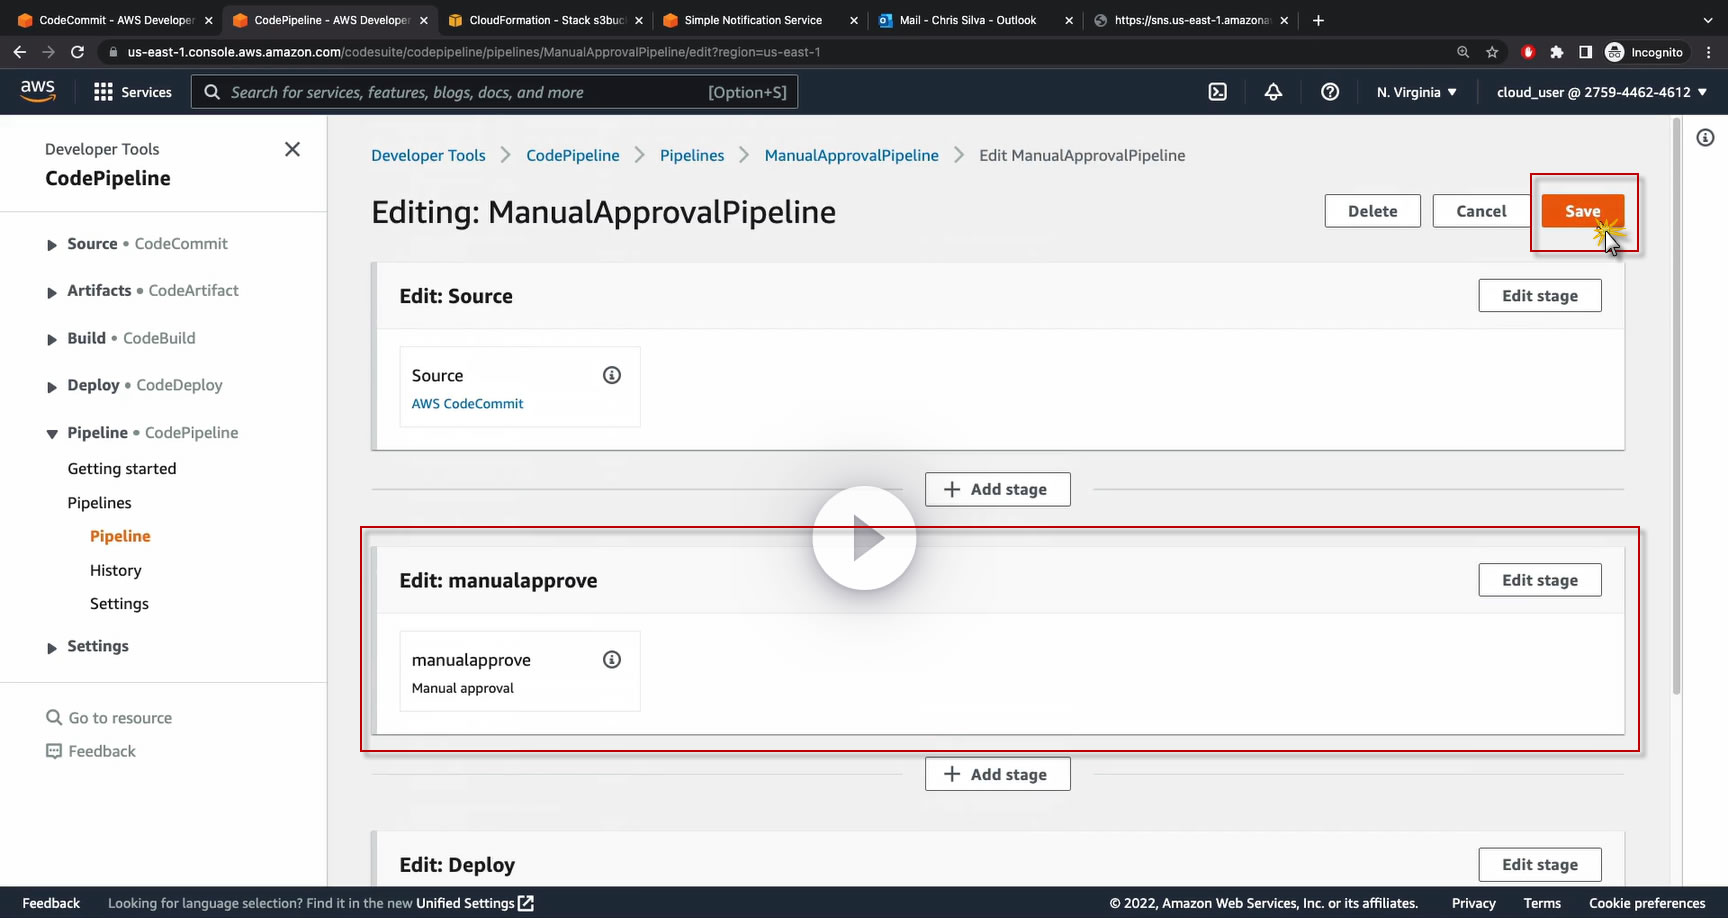 CodeCommit - AWS Developer
CodePipeline - AWS Developer
CloudFormation - Stack s3buc
Simple Notification Service
Mail - Chris Silva - Outlook
https://sns.us-east-1.amazona
us-east-1.console.aws.amazon.com/codesuite/codepipeline/pipelines/ManualApprovalPipeline/edit?region=us-east-1
Incognito
aws
Services
Search for services, features, blogs, docs, and more
[Option+S]
N. Virginia
cloud_user @ 2759-4462-4612
Developer Tools
CodePipeline
Source • CodeCommit
Artifacts • CodeArtifact
Build • CodeBuild
Deploy • CodeDeploy
Pipeline • CodePipeline
Getting started
Pipelines
Pipeline
History
Settings
Settings
Go to resource
Feedback
Developer Tools
CodePipeline
Pipelines
ManualApprovalPipeline
Edit ManualApprovalPipeline
Editing: ManualApprovalPipeline
Delete
Cancel
Save
Edit: Source
Edit stage
Source
AWS CodeCommit
Add stage
Edit: manualapprove
Edit stage
manualapprove
Manual approval
Add stage
Edit: Deploy
Edit stage
Feedback
Looking for language selection? Find it in the new Unified Settings
© 2022, Amazon Web Services, Inc. or its affiliates.
Privacy
Terms
Cookie preferences